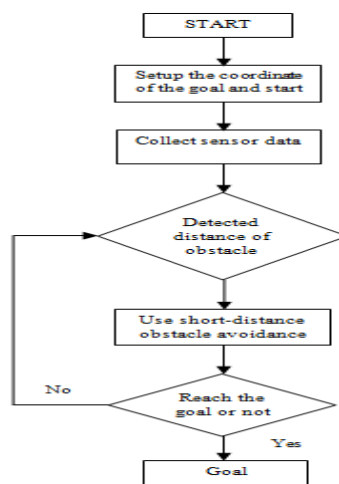 START
Setup the coordinate
of the goal and start
Collect sensor data
Detected
distance of
obstacle
Use short-distance
obstacle avoidance
No
Reach the
goal or not
Yes
Goal